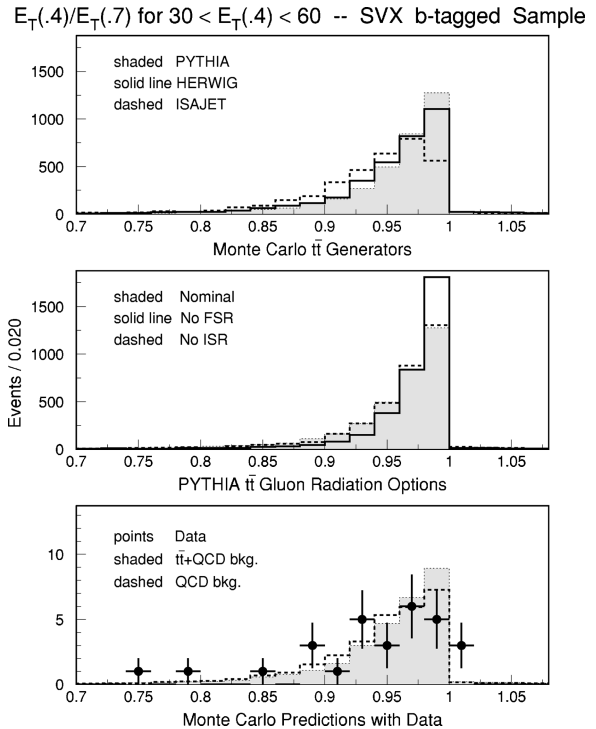 E_T(.4)/E_T(.7) for 30 < E_T(.4) < 60 -- SVX b-tagged Sample
shaded PYTHIA
solid line HERWIG
dashed ISAJET
1500
1000
500
0
0.7 0.75 0.8 0.85 0.9 0.95 1 1.05
Monte Carlo tt̄ Generators
shaded Nominal
solid line No FSR
dashed No ISR
1500
1000
500
0
Events / 0.020
0.7 0.75 0.8 0.85 0.9 0.95 1 1.05
PYTHIA tt̄ Gluon Radiation Options
points Data
shaded tt̄+QCD bkg.
dashed QCD bkg.
10
5
0
0.7 0.75 0.8 0.85 0.9 0.95 1 1.05
Monte Carlo Predictions with Data